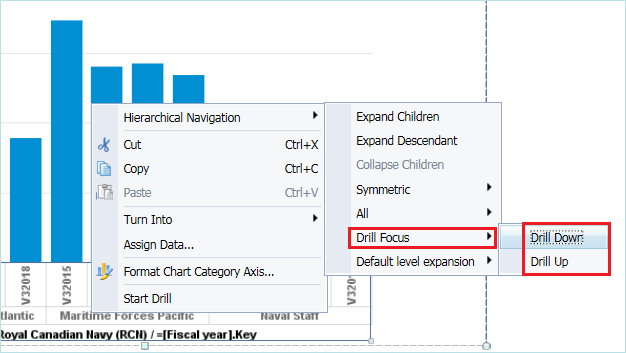 Hierarchical Navigation
Cut Ctrl+X
Copy Ctrl+C
Paste Ctrl+V
Turn Into
Assign Data...
Format Chart Category Axis...
Start Drill
Expand Children
Expand Descendant
Collapse Children
Symmetric
All
Drill Focus
Default level expansion
Drill Down
Drill Up
V32018
V32015
tlantic Maritime Forces Pacific Naval Staff
Royal Canadian Navy (RCN) / =[Fiscal year].Key